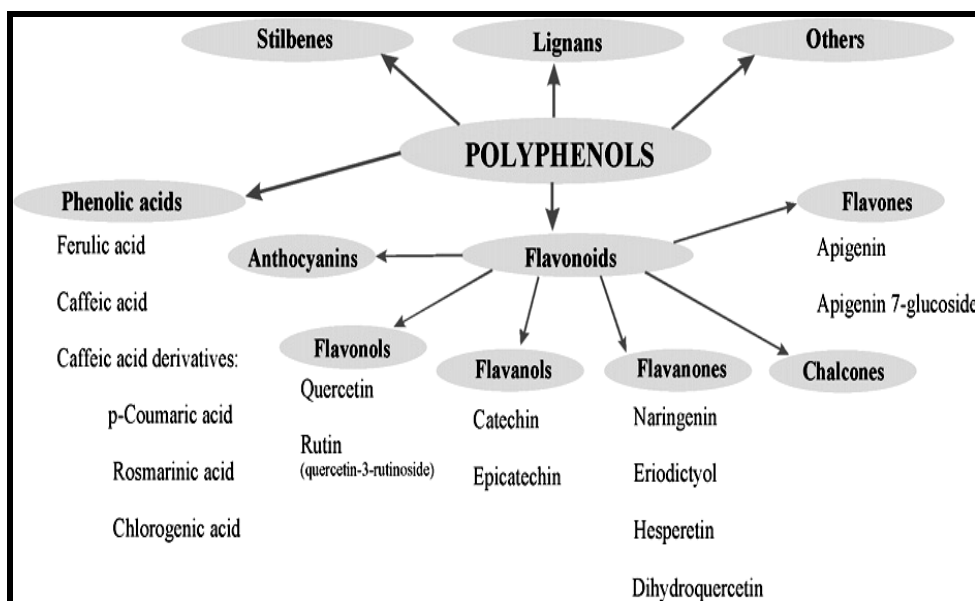 Stilbenes
Lignans
Others
POLYPHENOLS
Phenolic acids
Ferulic acid
Caffeic acid
Caffeic acid derivatives:
p-Coumaric acid
Rosmarinic acid
Chlorogenic acid
Anthocyanins
Flavonoids
Flavones
Apigenin
Apigenin 7-glucoside
Flavonols
Quercetin
Rutin
(quercetin-3-rutinoside)
Flavanols
Catechin
Epicatechin
Flavanones
Naringenin
Eriodictyol
Hesperetin
Dihydroquercetin
Chalcones